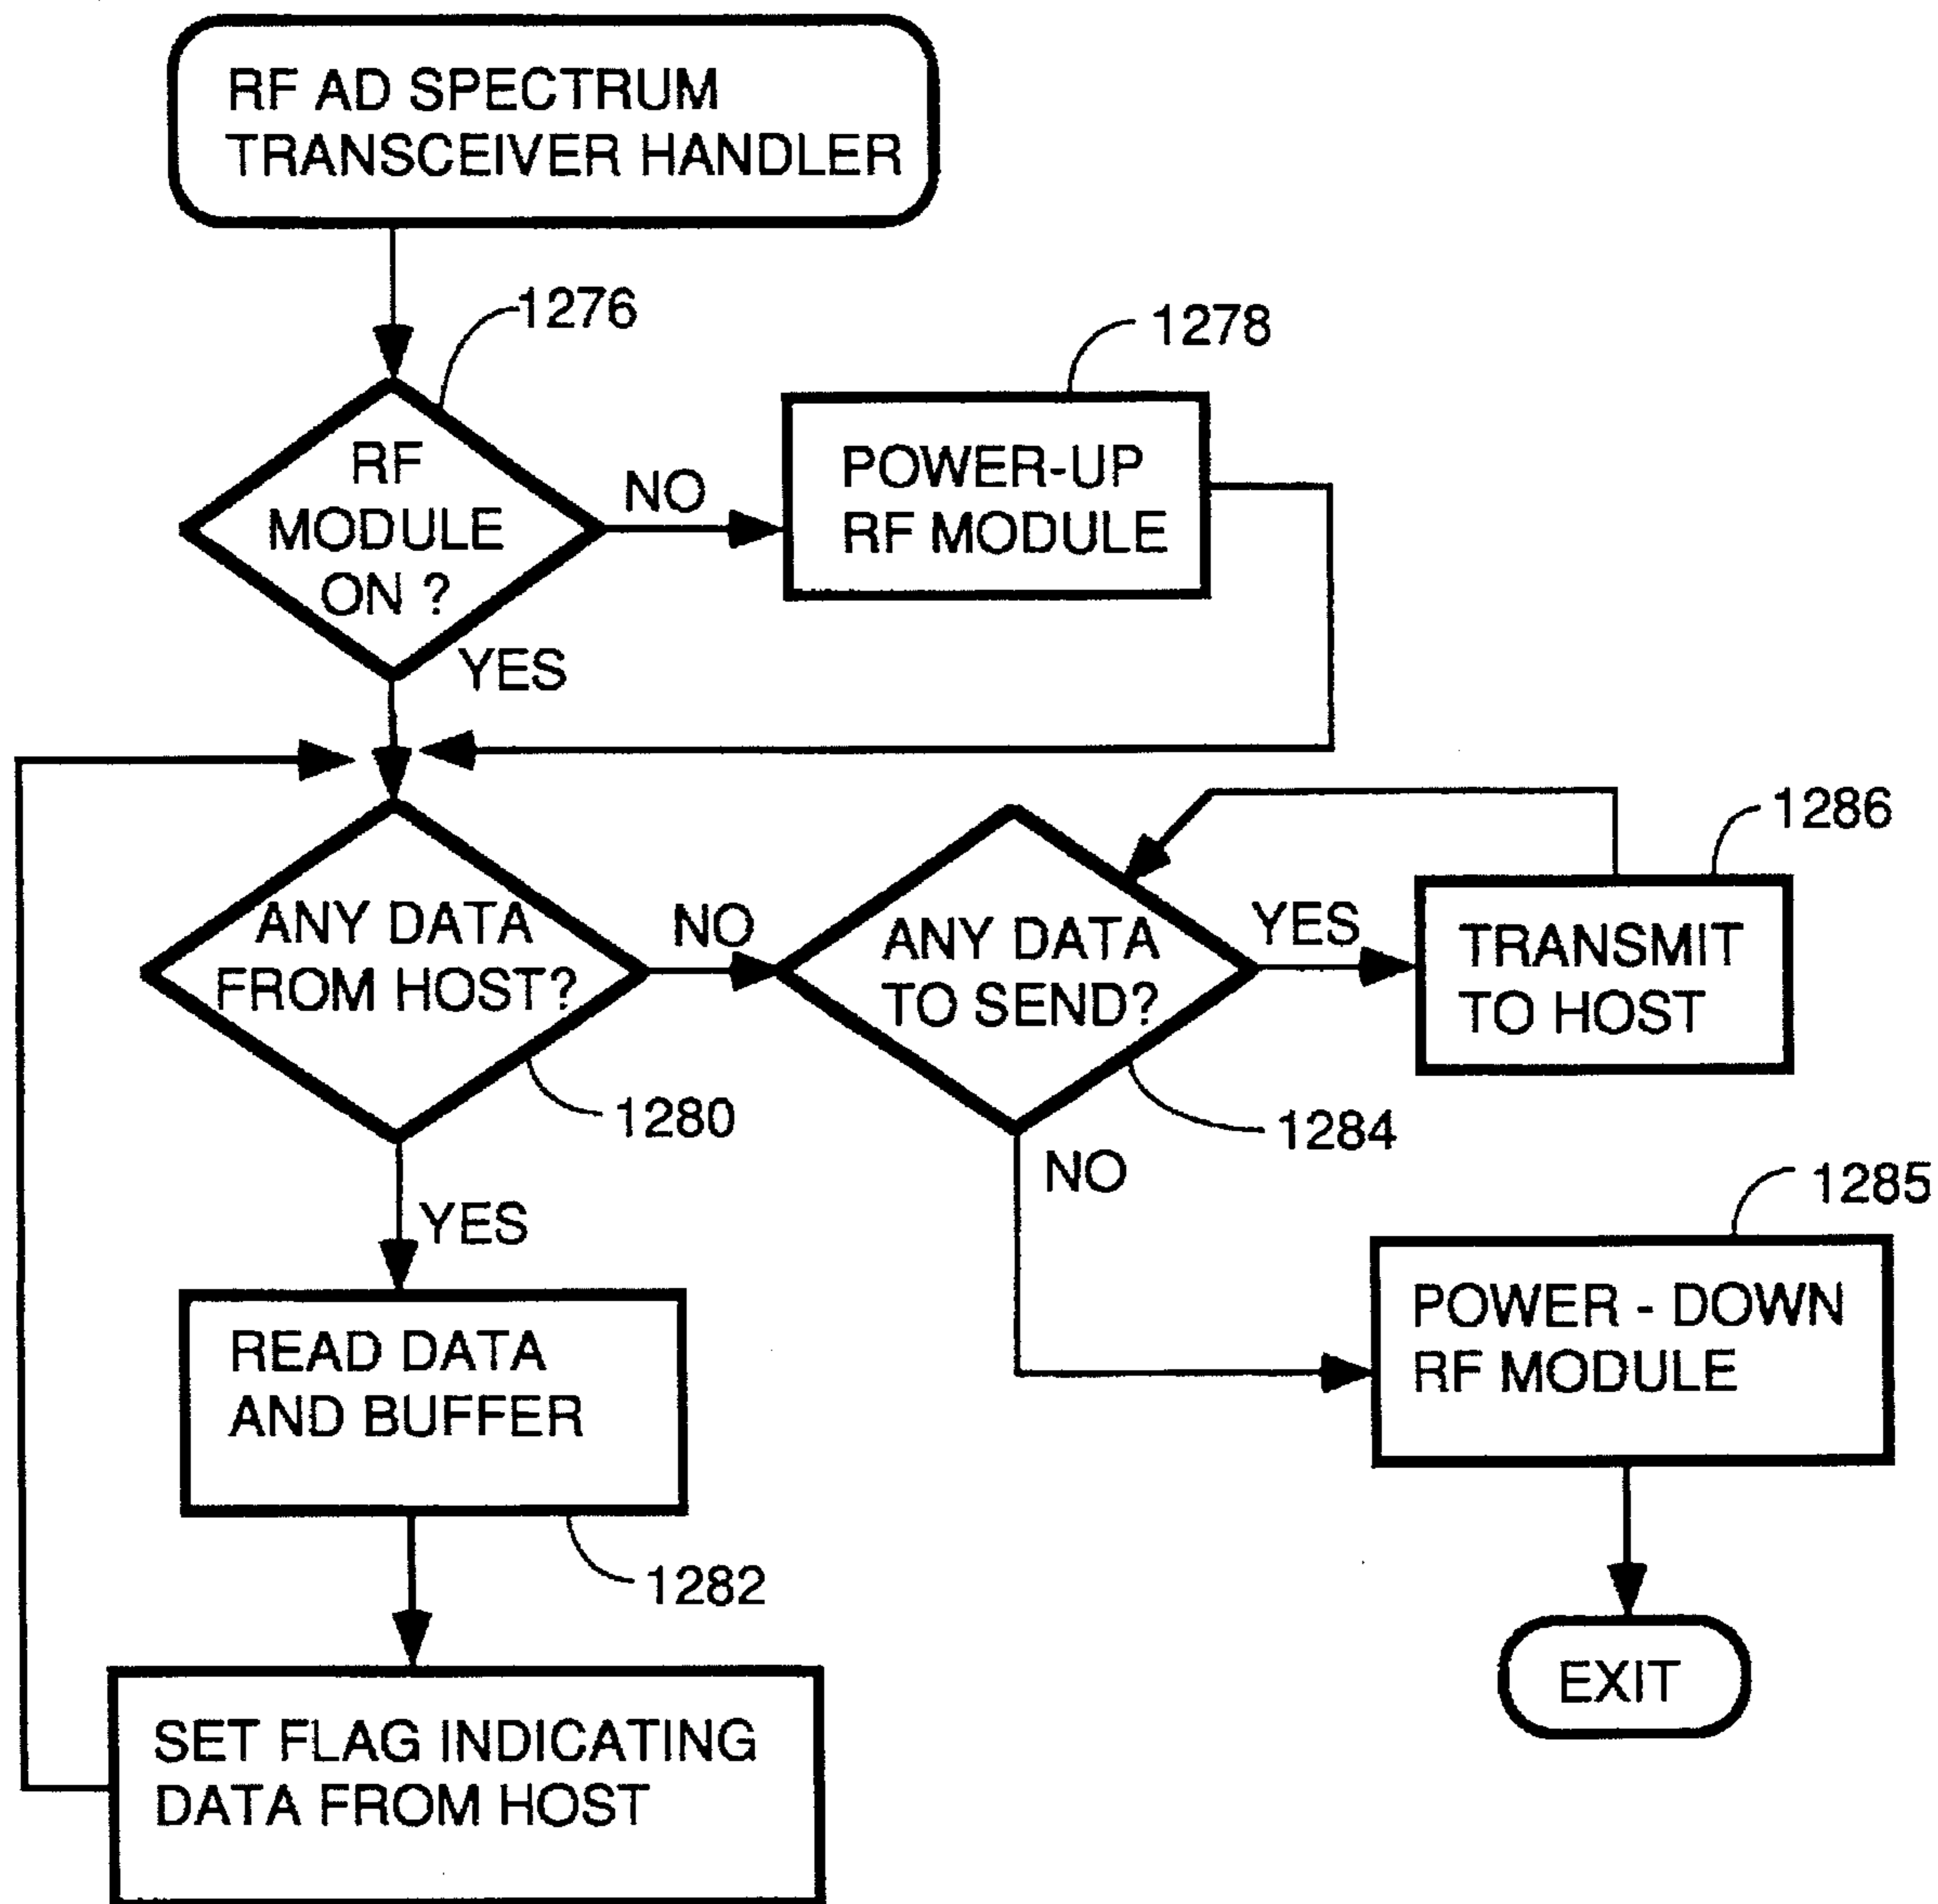 RF AD SPECTRUM
TRANSCEIVER HANDLER
1276
1278
RF
MODULE
ON ?
NO
POWER-UP
RF MODULE
YES
1286
ANY DATA
FROM HOST?
NO
ANY DATA
TO SEND?
YES
TRANSMIT
TO HOST
1280
1284
NO
1285
YES
POWER - DOWN
RF MODULE
READ DATA
AND BUFFER
1282
EXIT
SET FLAG INDICATING
DATA FROM HOST